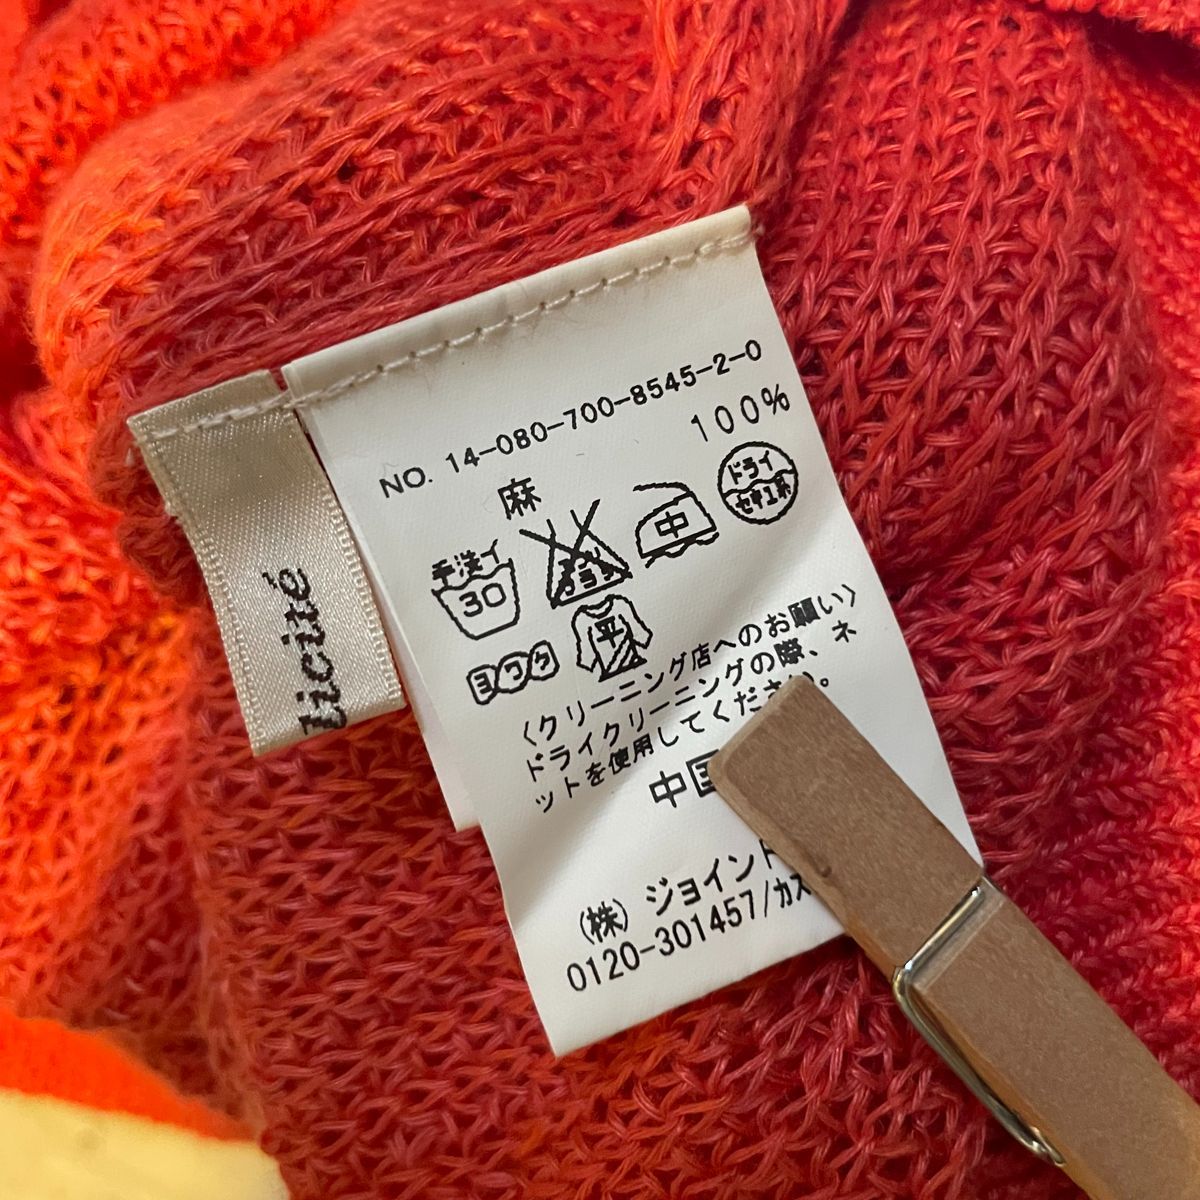 NO. 14-080-700-8545-2-0
麻 100%
手洗イ
30
中
ドライ
セキユ系
ヨワク
平
〈クリーニング店へのお願い〉
ドライクリーニングの際、ネ
ットを使用してください。
中国
(株) ジョイント
0120-301457/カス
licité